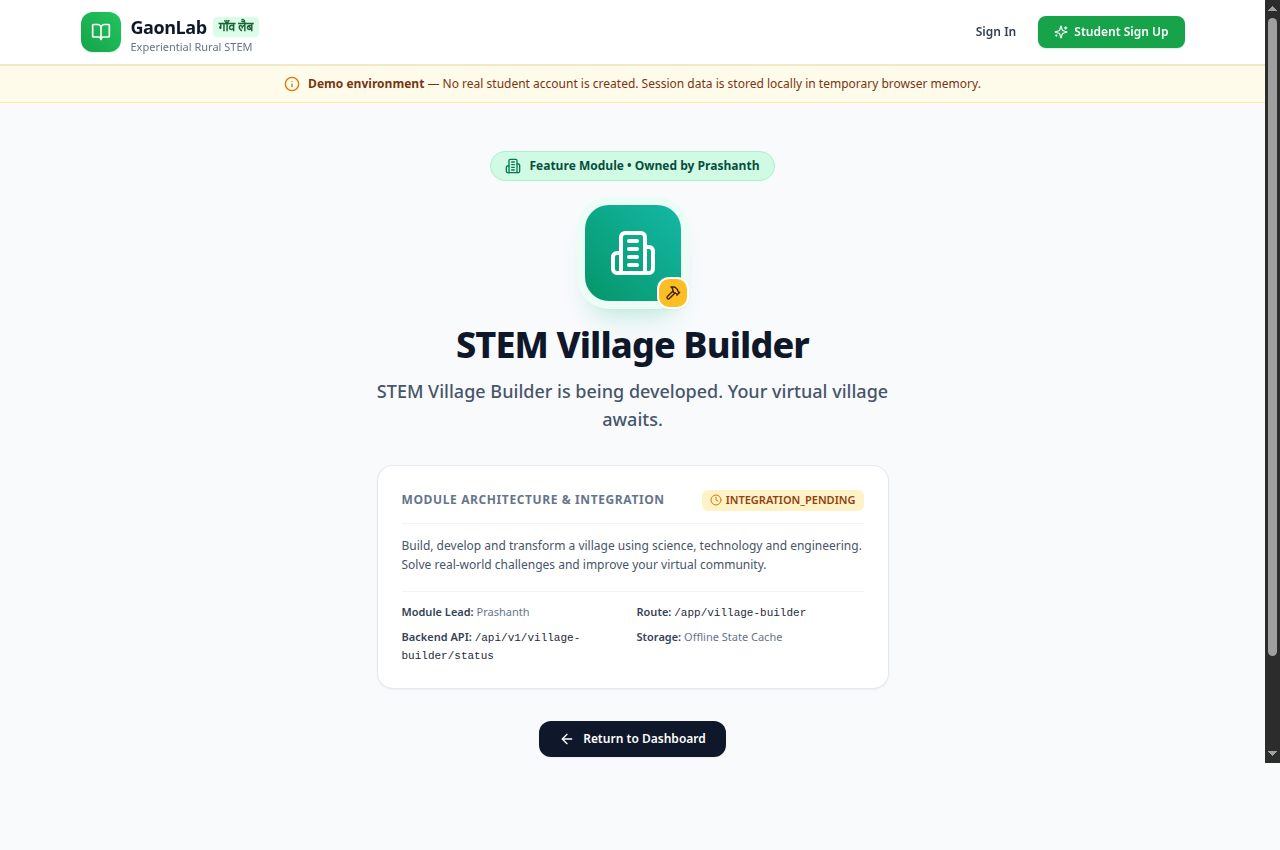 GaonLab गाँव लैब
Experiential Rural STEM
Sign In
Student Sign Up
Demo environment — No real student account is created. Session data is stored locally in temporary browser memory.
Feature Module • Owned by Prashanth
STEM Village Builder
STEM Village Builder is being developed. Your virtual village
awaits.
MODULE ARCHITECTURE & INTEGRATION
INTEGRATION_PENDING
Build, develop and transform a village using science, technology and engineering.
Solve real-world challenges and improve your virtual community.
Module Lead: Prashanth
Route: /app/village-builder
Backend API: /api/v1/village-
builder/status
Storage: Offline State Cache
Return to Dashboard